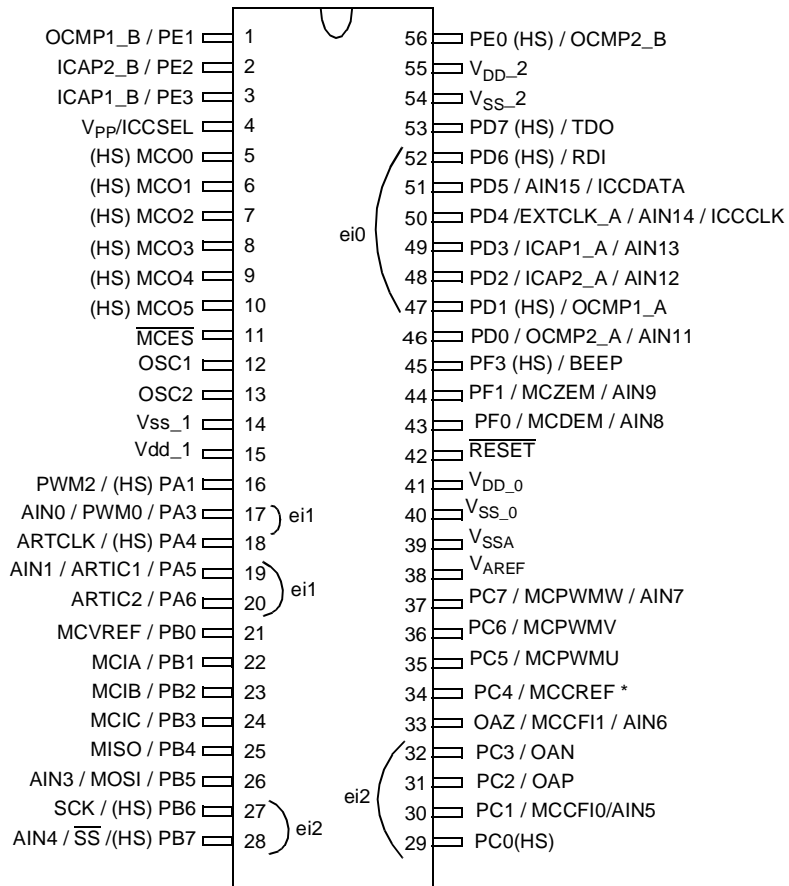 OCMP1_B / PE1 1
ICAP2_B / PE2 2
ICAP1_B / PE3 3
VPP/ICCSEL 4
(HS) MCO0 5
(HS) MCO1 6
(HS) MCO2 7
(HS) MCO3 8
(HS) MCO4 9
(HS) MCO5 10
MCES 11
OSC1 12
OSC2 13
Vss_1 14
Vdd_1 15
PWM2 / (HS) PA1 16
AIN0 / PWM0 / PA3 17
ei1
ARTCLK / (HS) PA4 18
AIN1 / ARTIC1 / PA5 19
ei1
ARTIC2 / PA6 20
MCVREF / PB0 21
MCIA / PB1 22
MCIB / PB2 23
MCIC / PB3 24
MISO / PB4 25
AIN3 / MOSI / PB5 26
SCK / (HS) PB6 27
ei2
AIN4 / SS /(HS) PB7 28
56 PE0 (HS) / OCMP2_B
55 VDD_2
54 VSS_2
53 PD7 (HS) / TDO
52 PD6 (HS) / RDI
51 PD5 / AIN15 / ICCDATA
50 PD4 /EXTCLK_A / AIN14 / ICCCLK
ei0
49 PD3 / ICAP1_A / AIN13
48 PD2 / ICAP2_A / AIN12
47 PD1 (HS) / OCMP1_A
46 PD0 / OCMP2_A / AIN11
45 PF3 (HS) / BEEP
44 PF1 / MCZEM / AIN9
43 PF0 / MCDEM / AIN8
42 RESET
41 VDD_0
40 VSS_0
39 VSSA
38 VAREF
37 PC7 / MCPWMW / AIN7
36 PC6 / MCPWMV
35 PC5 / MCPWMU
34 PC4 / MCCREF *
33 OAZ / MCCFI1 / AIN6
32 PC3 / OAN
31 PC2 / OAP
ei2
30 PC1 / MCCFI0/AIN5
29 PC0(HS)